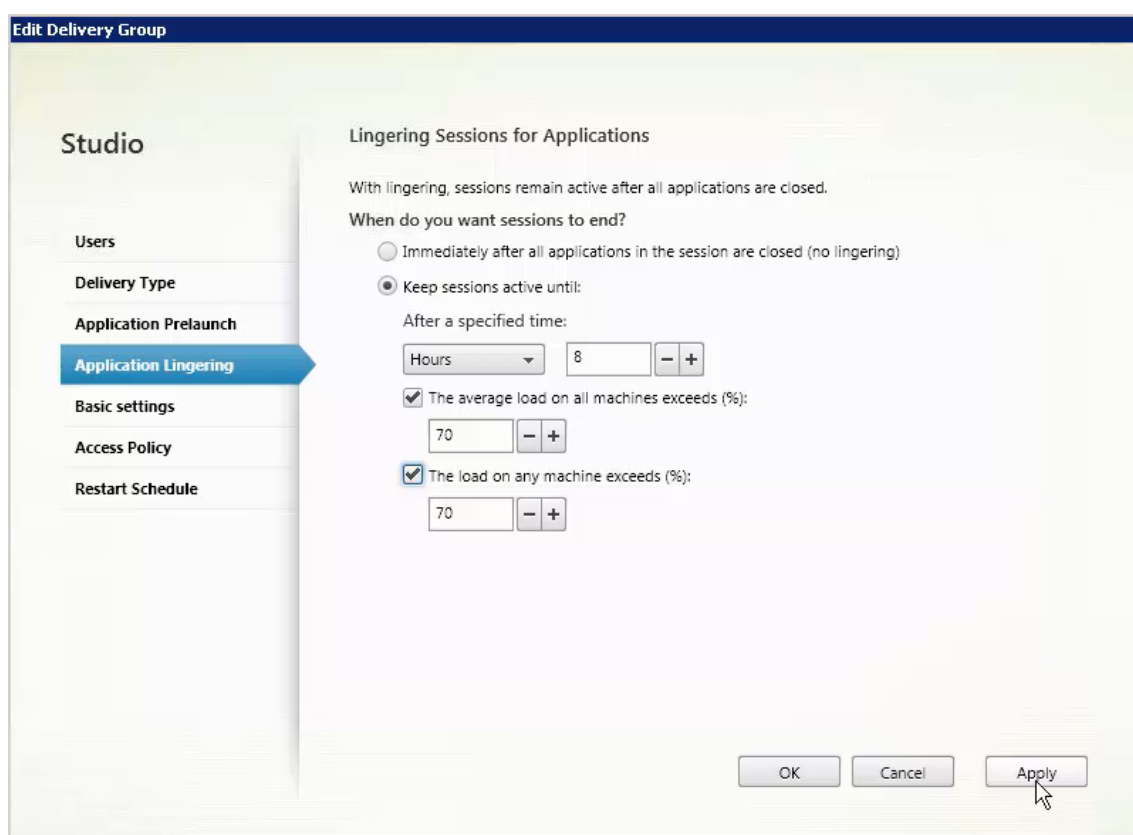 Edit Delivery Group
Studio
Users
Delivery Type
Application Prelaunch
Application Lingering
Basic settings
Access Policy
Restart Schedule
Lingering Sessions for Applications
With lingering, sessions remain active after all applications are closed.
When do you want sessions to end?
Immediately after all applications in the session are closed (no lingering)
Keep sessions active until:
After a specified time:
Hours 8 − +
The average load on all machines exceeds (%):
70 − +
The load on any machine exceeds (%):
70 − +
OK Cancel Apply